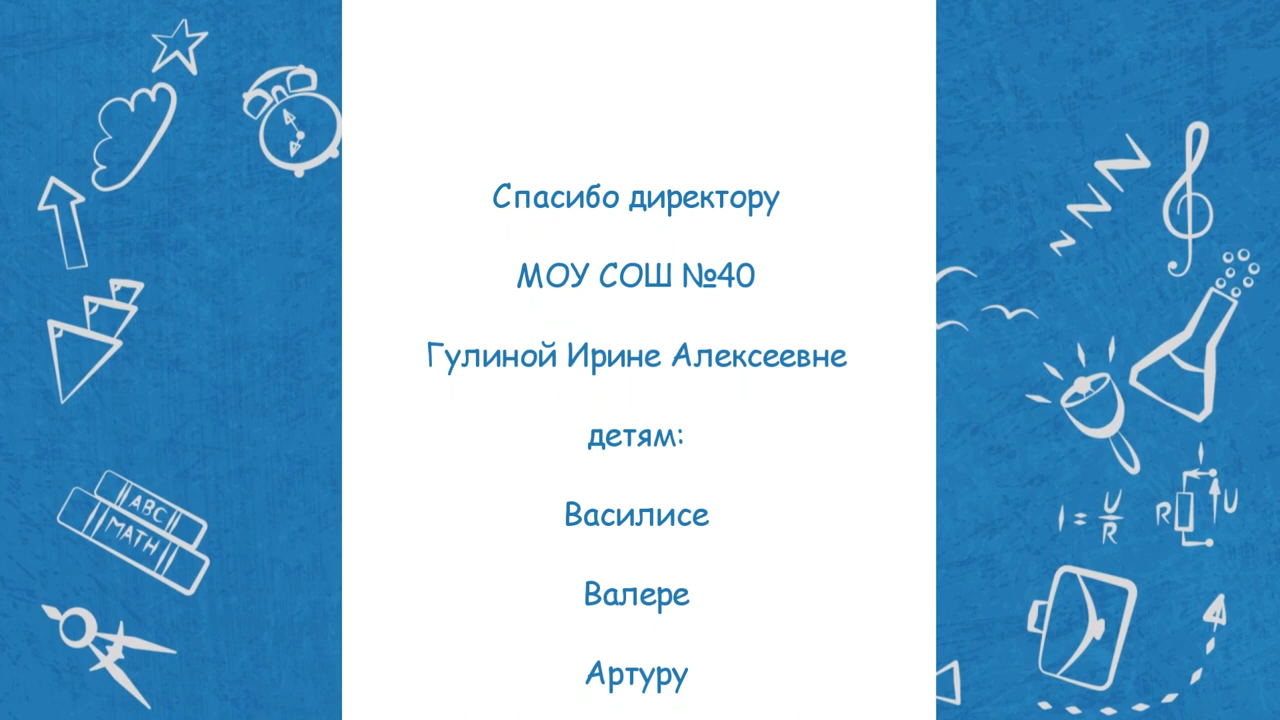 Спасибо директору
МОУ СОШ №40
Гулиной Ирине Алексеевне
детям:
Василисе
Валере
Артуру
ABC
MATH
I = U/R
R U